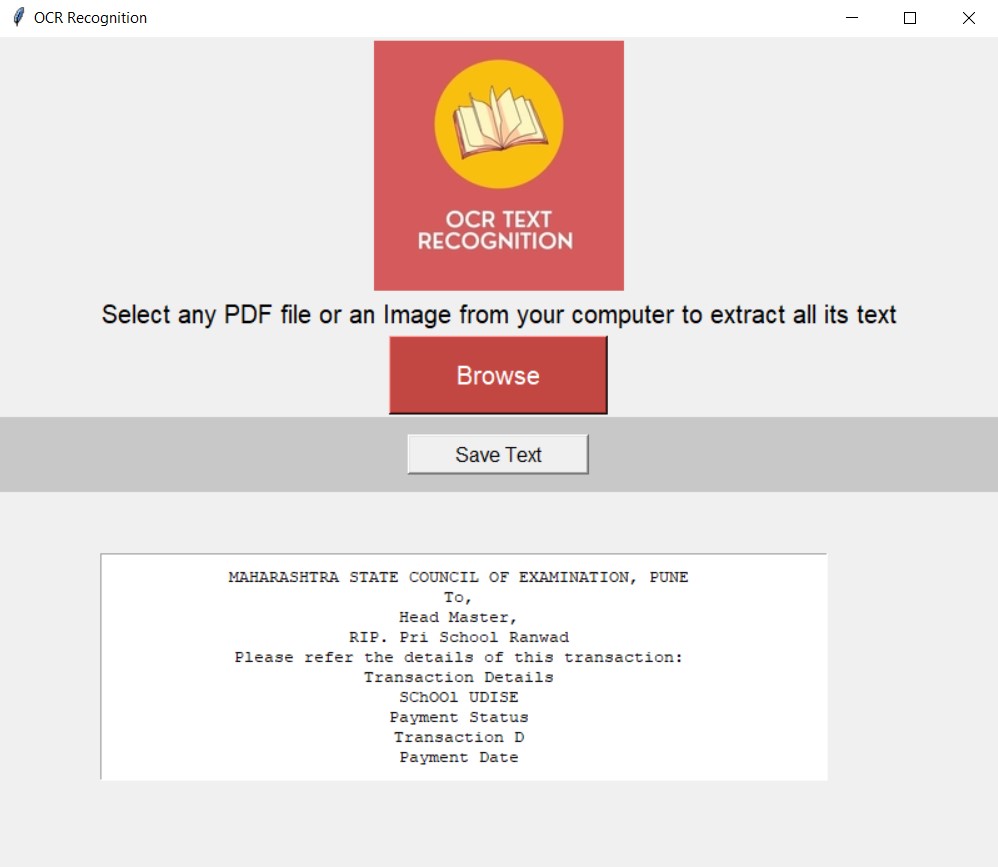 OCR Recognition
OCR TEXT
RECOGNITION
Select any PDF file or an Image from your computer to extract all its text
Browse
Save Text
MAHARASHTRA STATE COUNCIL OF EXAMINATION, PUNE
To,
Head Master,
RIP. Pri School Ranwad
Please refer the details of this transaction:
Transaction Details
SChOOl UDISE
Payment Status
Transaction D
Payment Date